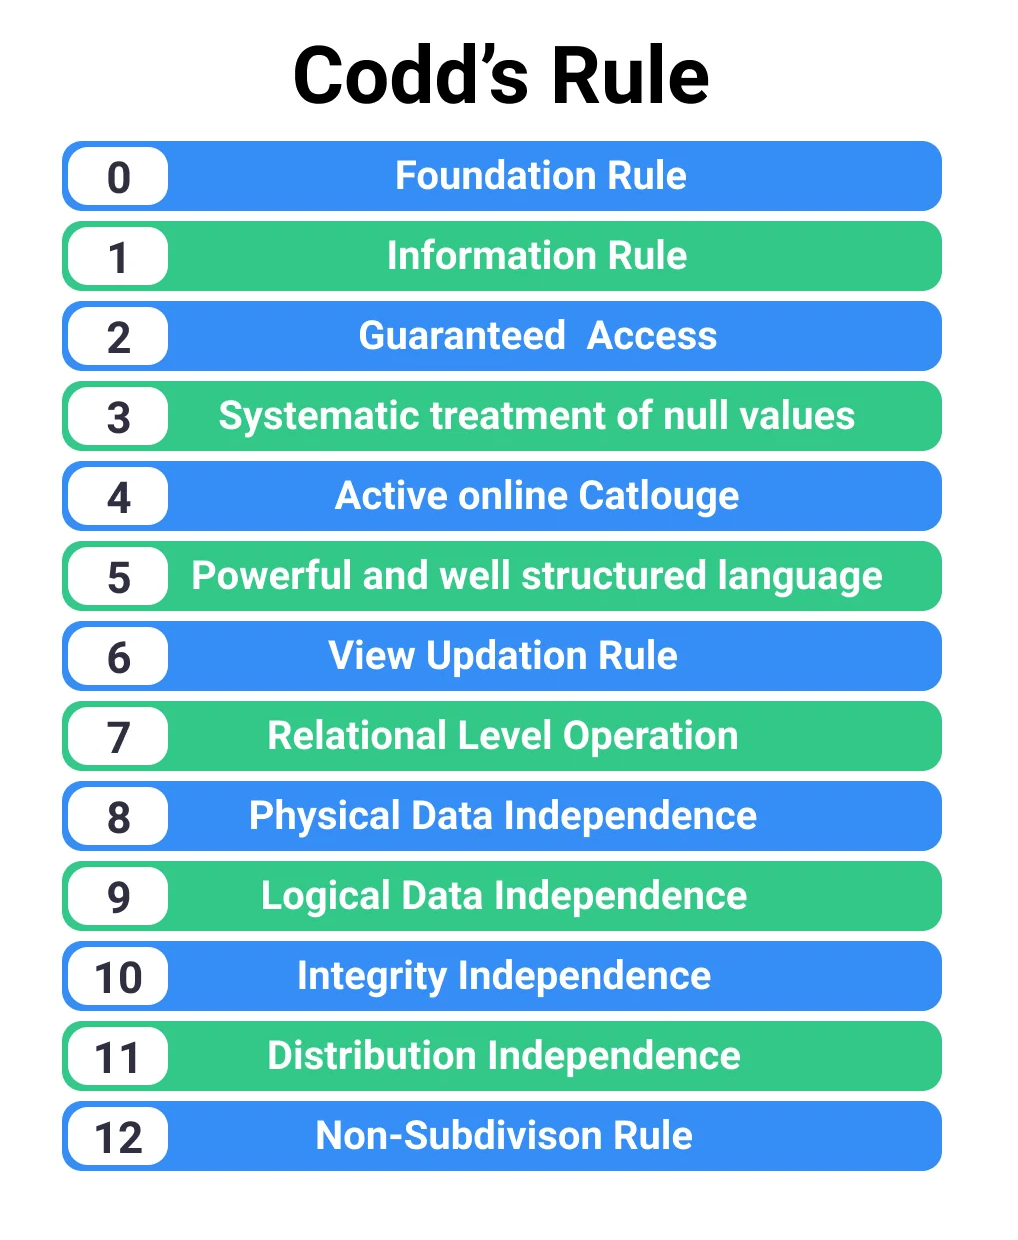 Codd’s Rule
0 Foundation Rule
1 Information Rule
2 Guaranteed  Access
3 Systematic treatment of null values
4 Active online Catlouge
5 Powerful and well structured language
6 View Updation Rule
7 Relational Level Operation
8 Physical Data Independence
9 Logical Data Independence
10 Integrity Independence
11 Distribution Independence
12 Non-Subdivison Rule